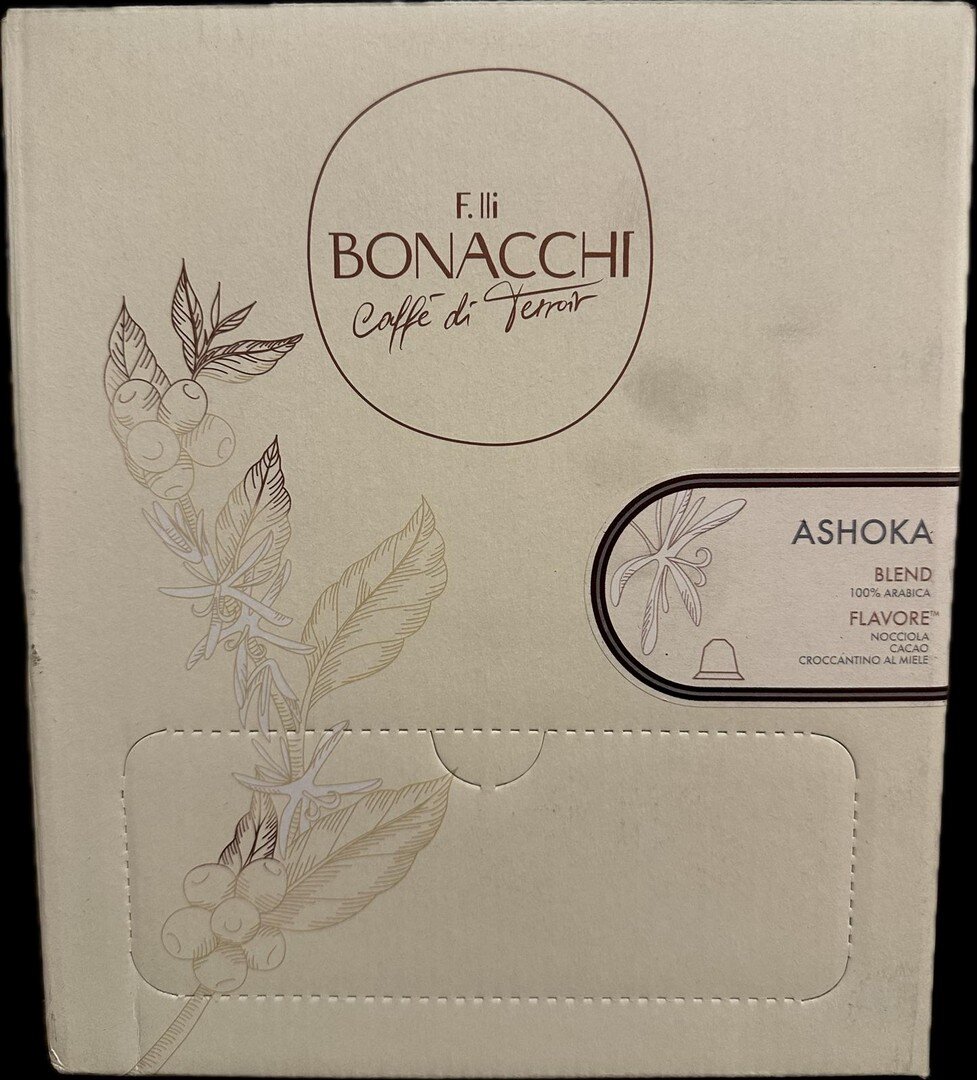 F.lli
BONACCHI
Caffè di Terroir
ASHOKA
BLEND
100% ARABICA
FLAVORE™
NOCCIOLA
CACAO
CROCCANTINO AL MIELE